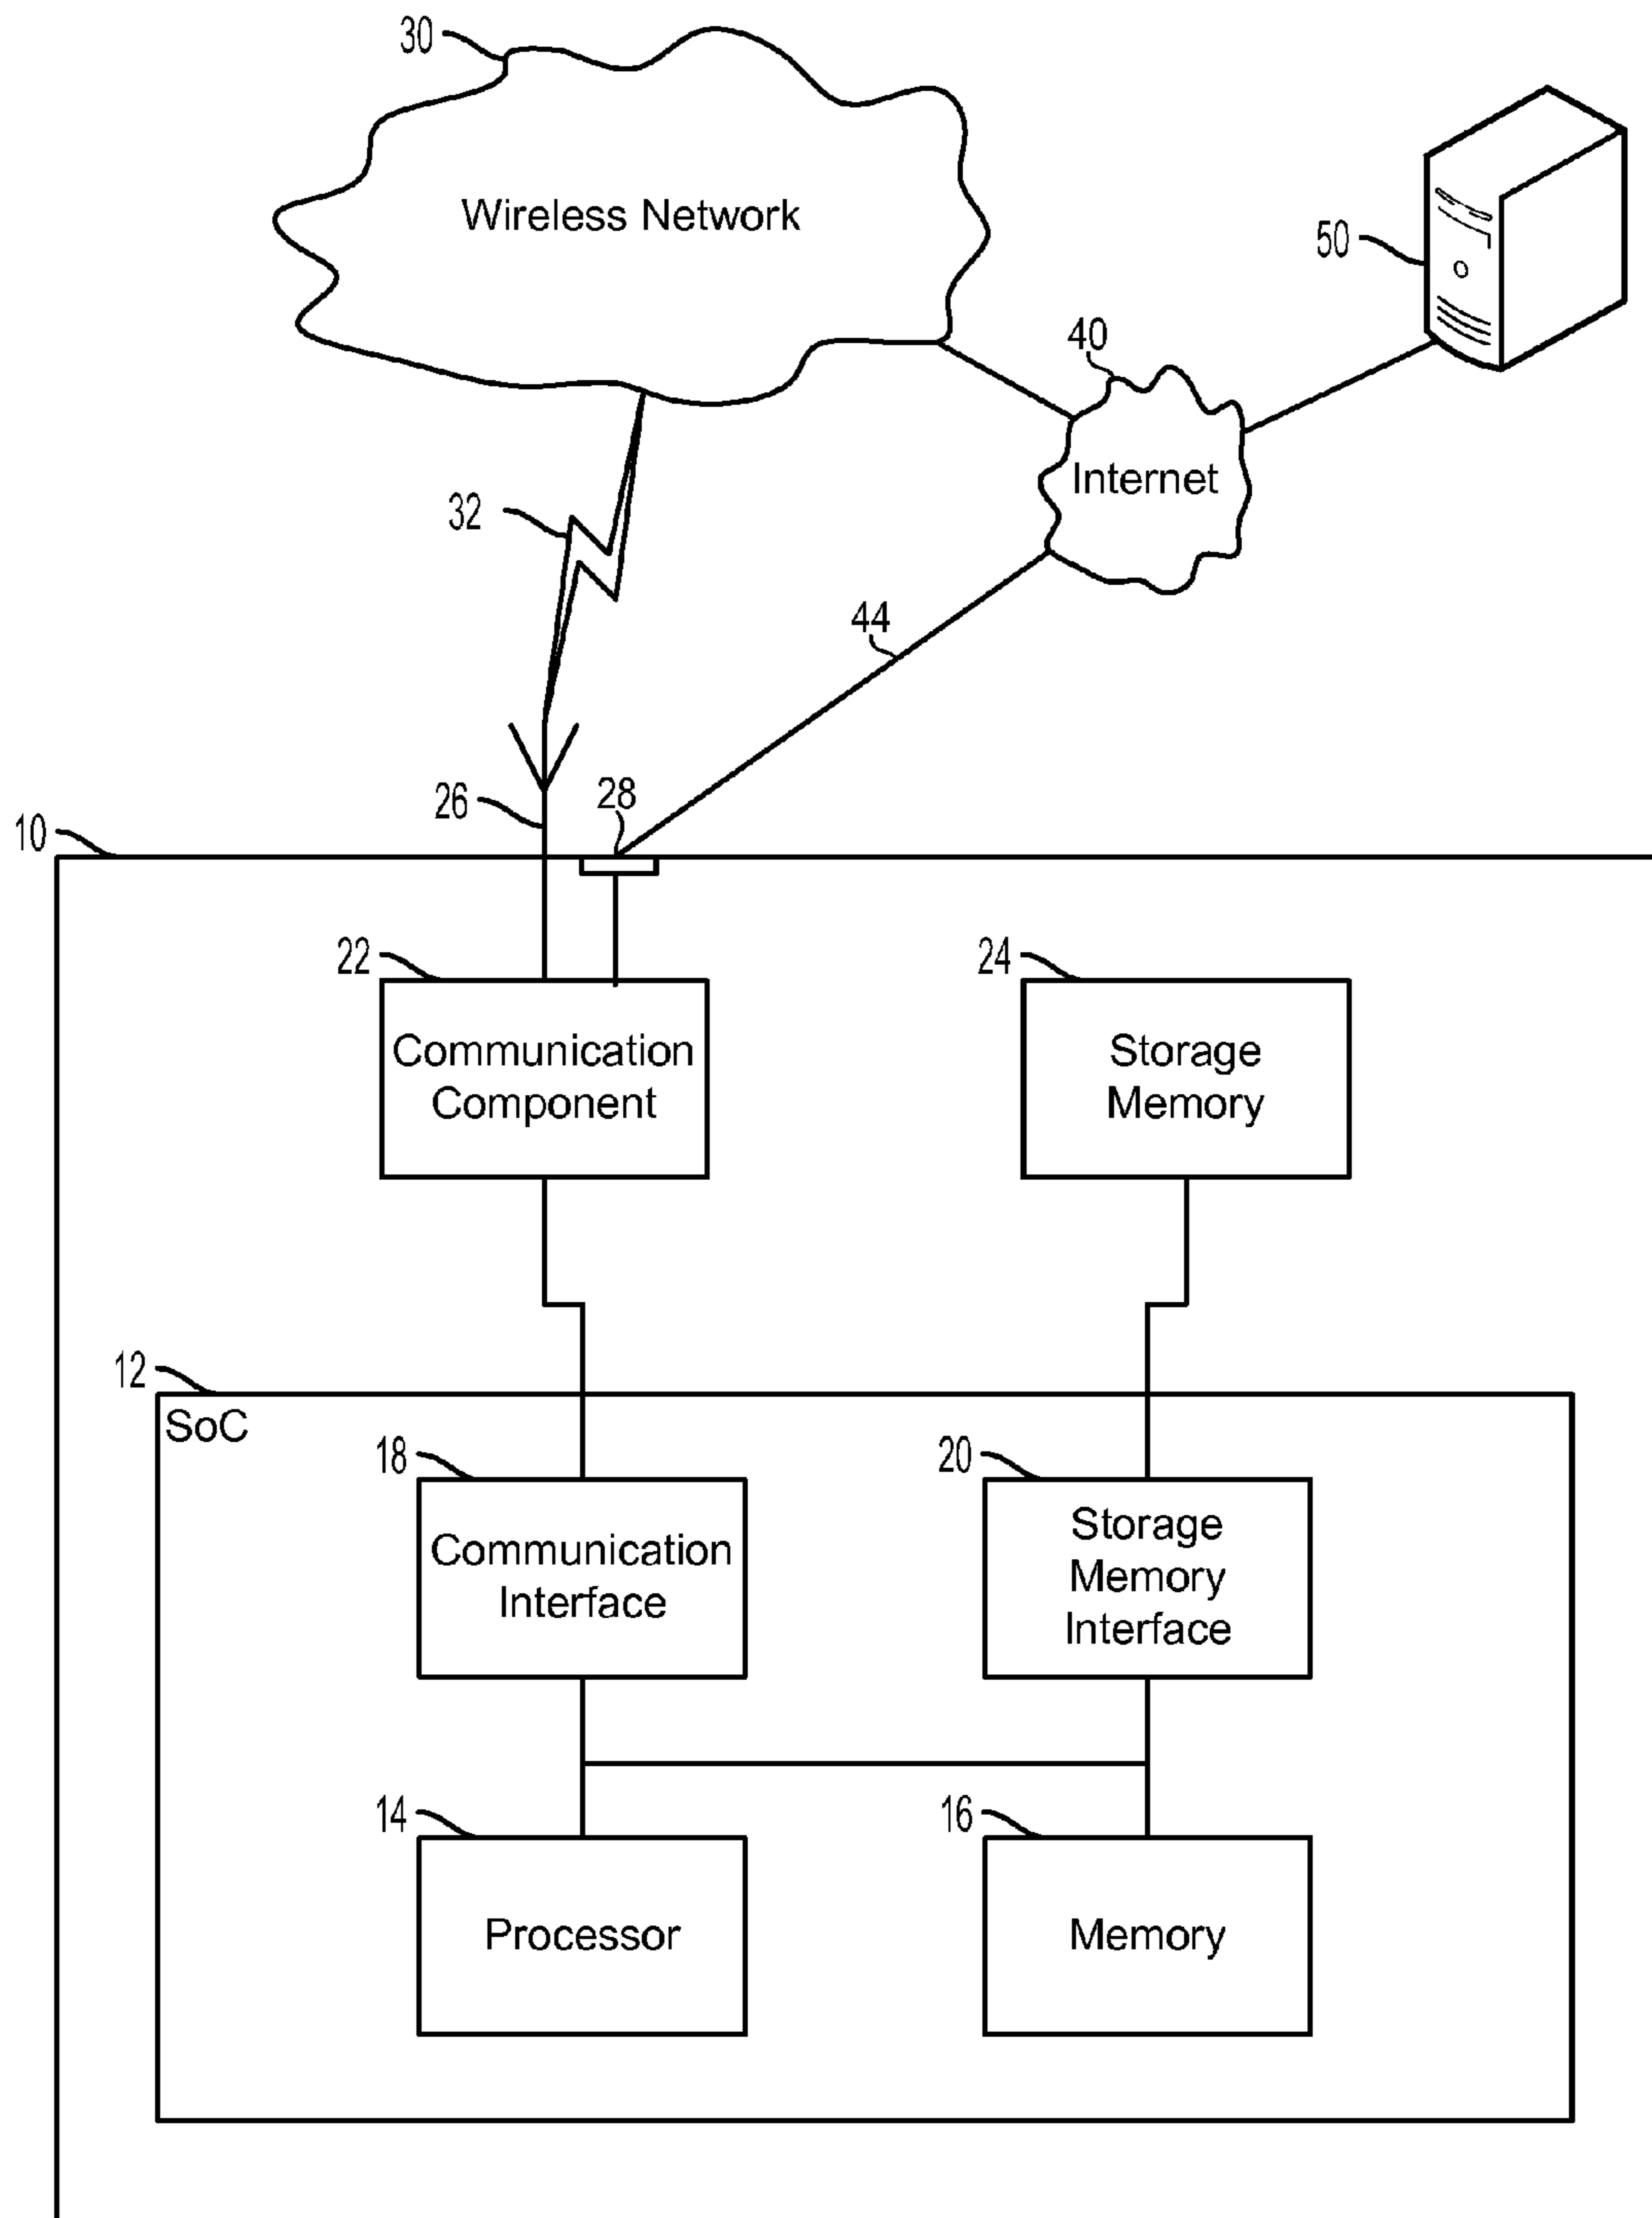 30
Wireless Network
50
40
Internet
32
44
26
28
10
22
24
Communication
Component
Storage
Memory
12
SoC
18
20
Communication
Interface
Storage
Memory
Interface
14
16
Processor
Memory